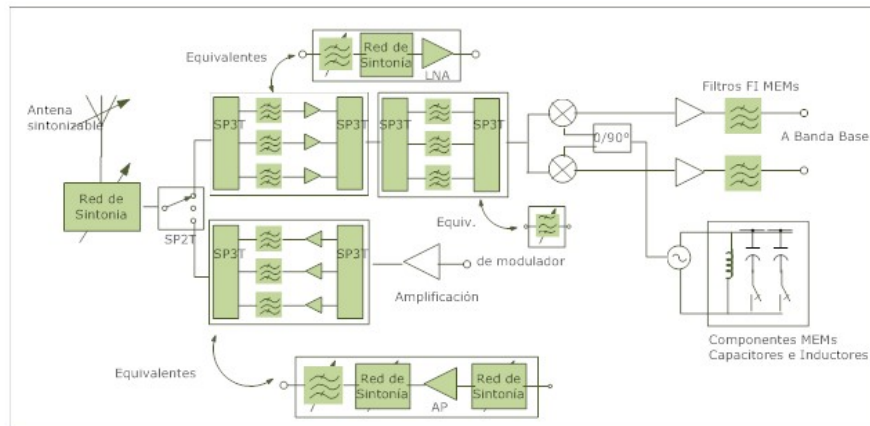 Equivalentes
Red de
Sintonía
LNA
Antena
sintonizable
SP3T
SP3T
SP3T
SP3T
Filtros FI MEMs
0/90°
A Banda Base
Red de
Sintonia
SP2T
Equiv.
SP3T
SP3T
de modulador
Amplificación
Componentes MEMs
Capacitores e Inductores
Equivalentes
Red de
Sintonía
AP
Red de
Sintonía